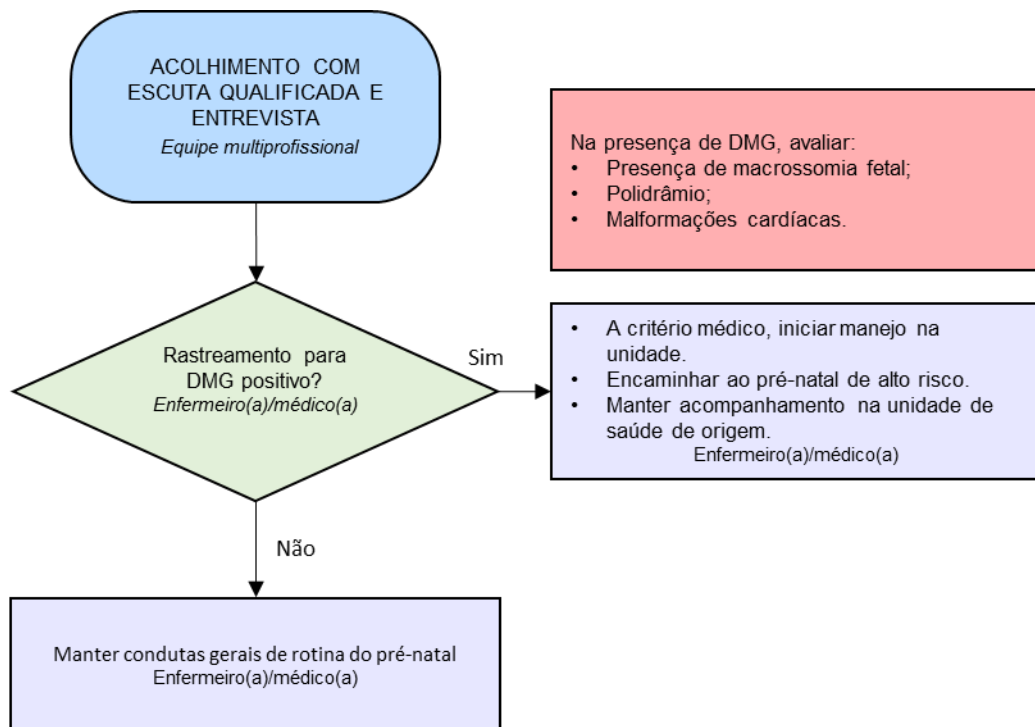 ACOLHIMENTO COM
ESCUTA QUALIFICADA E
ENTREVISTA
Equipe multiprofissional
Na presença de DMG, avaliar:
• Presença de macrossomia fetal;
• Polidrâmio;
• Malformações cardíacas.
Rastreamento para
DMG positivo?
Enfermeiro(a)/médico(a)
Sim
• A critério médico, iniciar manejo na
unidade.
• Encaminhar ao pré-natal de alto risco.
• Manter acompanhamento na unidade de
saúde de origem.
Enfermeiro(a)/médico(a)
Não
Manter condutas gerais de rotina do pré-natal
Enfermeiro(a)/médico(a)